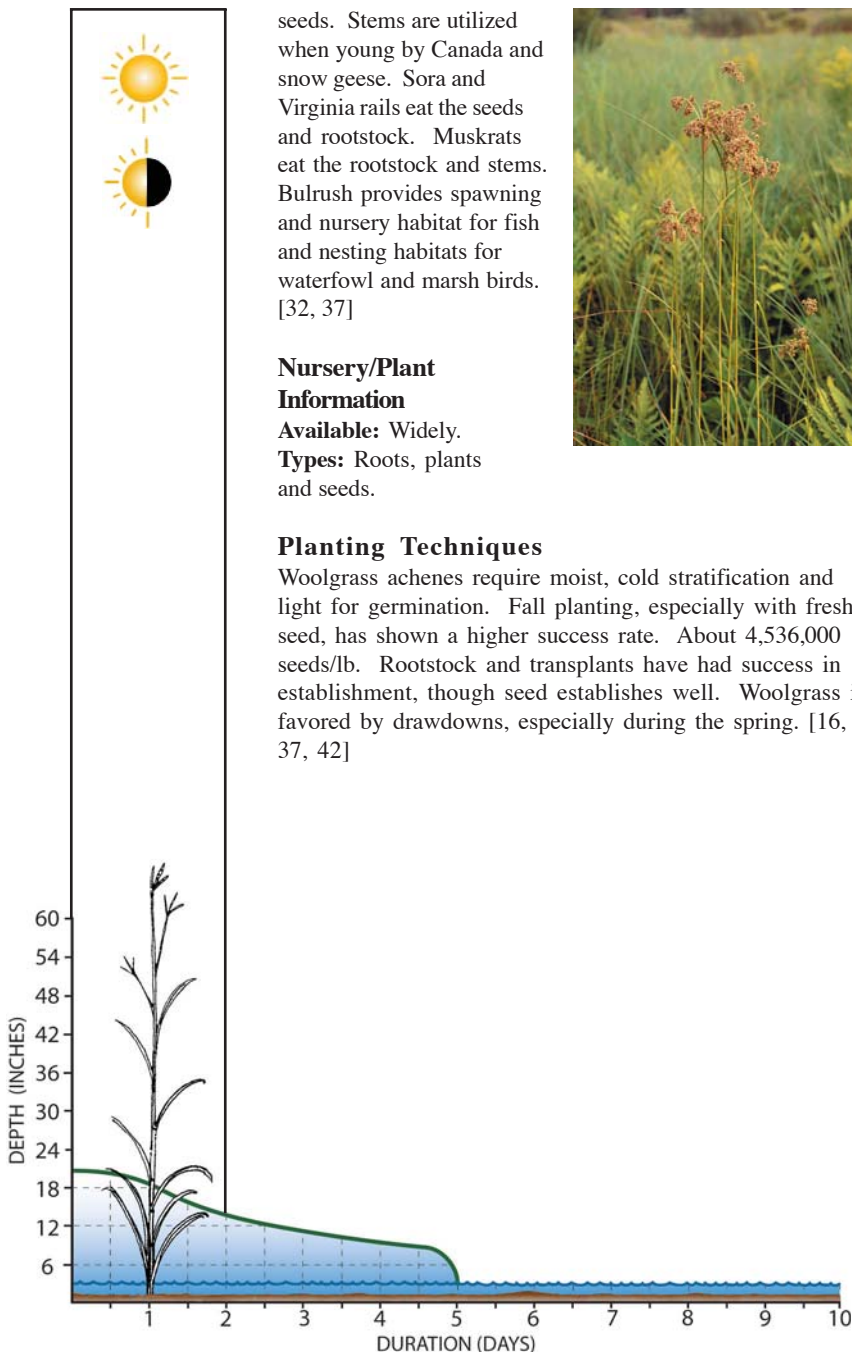 seeds. Stems are utilized
when young by Canada and
snow geese. Sora and
Virginia rails eat the seeds
and rootstock. Muskrats
eat the rootstock and stems.
Bulrush provides spawning
and nursery habitat for fish
and nesting habitats for
waterfowl and marsh birds.
[32, 37]
Nursery/Plant
Information
Available: Widely.
Types: Roots, plants
and seeds.
Planting Techniques
Woolgrass achenes require moist, cold stratification and
light for germination. Fall planting, especially with fresh
seed, has shown a higher success rate. About 4,536,000
seeds/lb. Rootstock and transplants have had success in
establishment, though seed establishes well. Woolgrass
favored by drawdowns, especially during the spring. [16,
37, 42]
60
54
48
42
36
30
24
18
12
6
DEPTH (INCHES)
1 2 3 4 5 6 7 8 9 10
DURATION (DAYS)